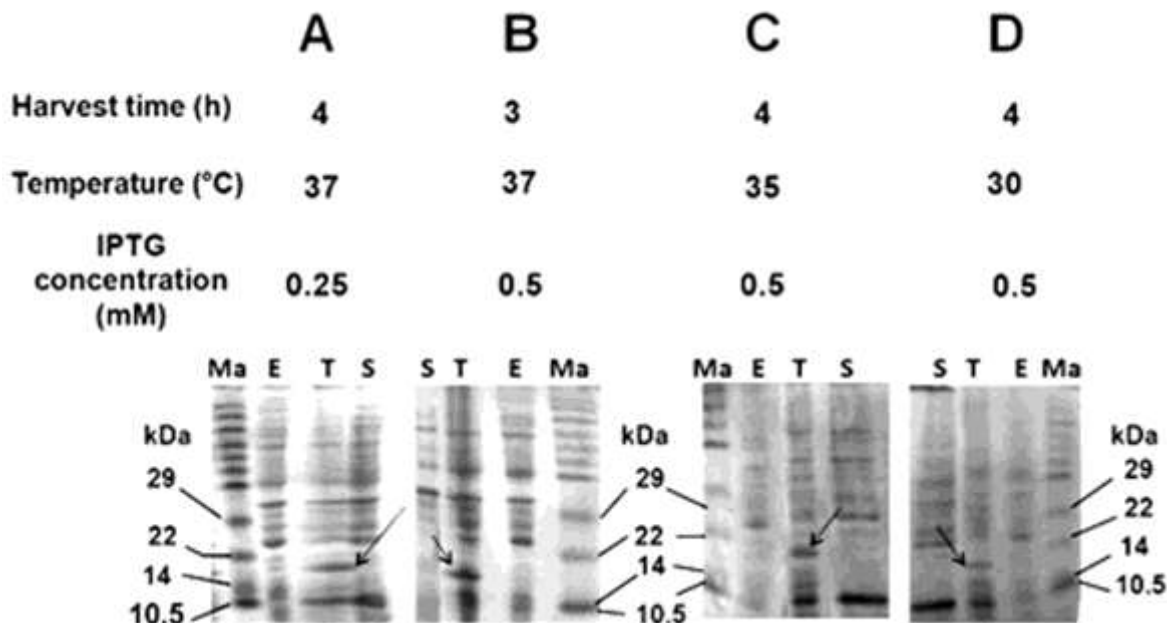 A B C D
Harvest time (h) 4 3 4 4
Temperature (°C) 37 37 35 30
IPTG
concentration
(mM)
0.25 0.5 0.5 0.5
Ma E T S S T E Ma Ma E T S S T E Ma
kDa kDa kDa
29 29 29
22 22 22
14 14 14
10.5 10.5 10.5